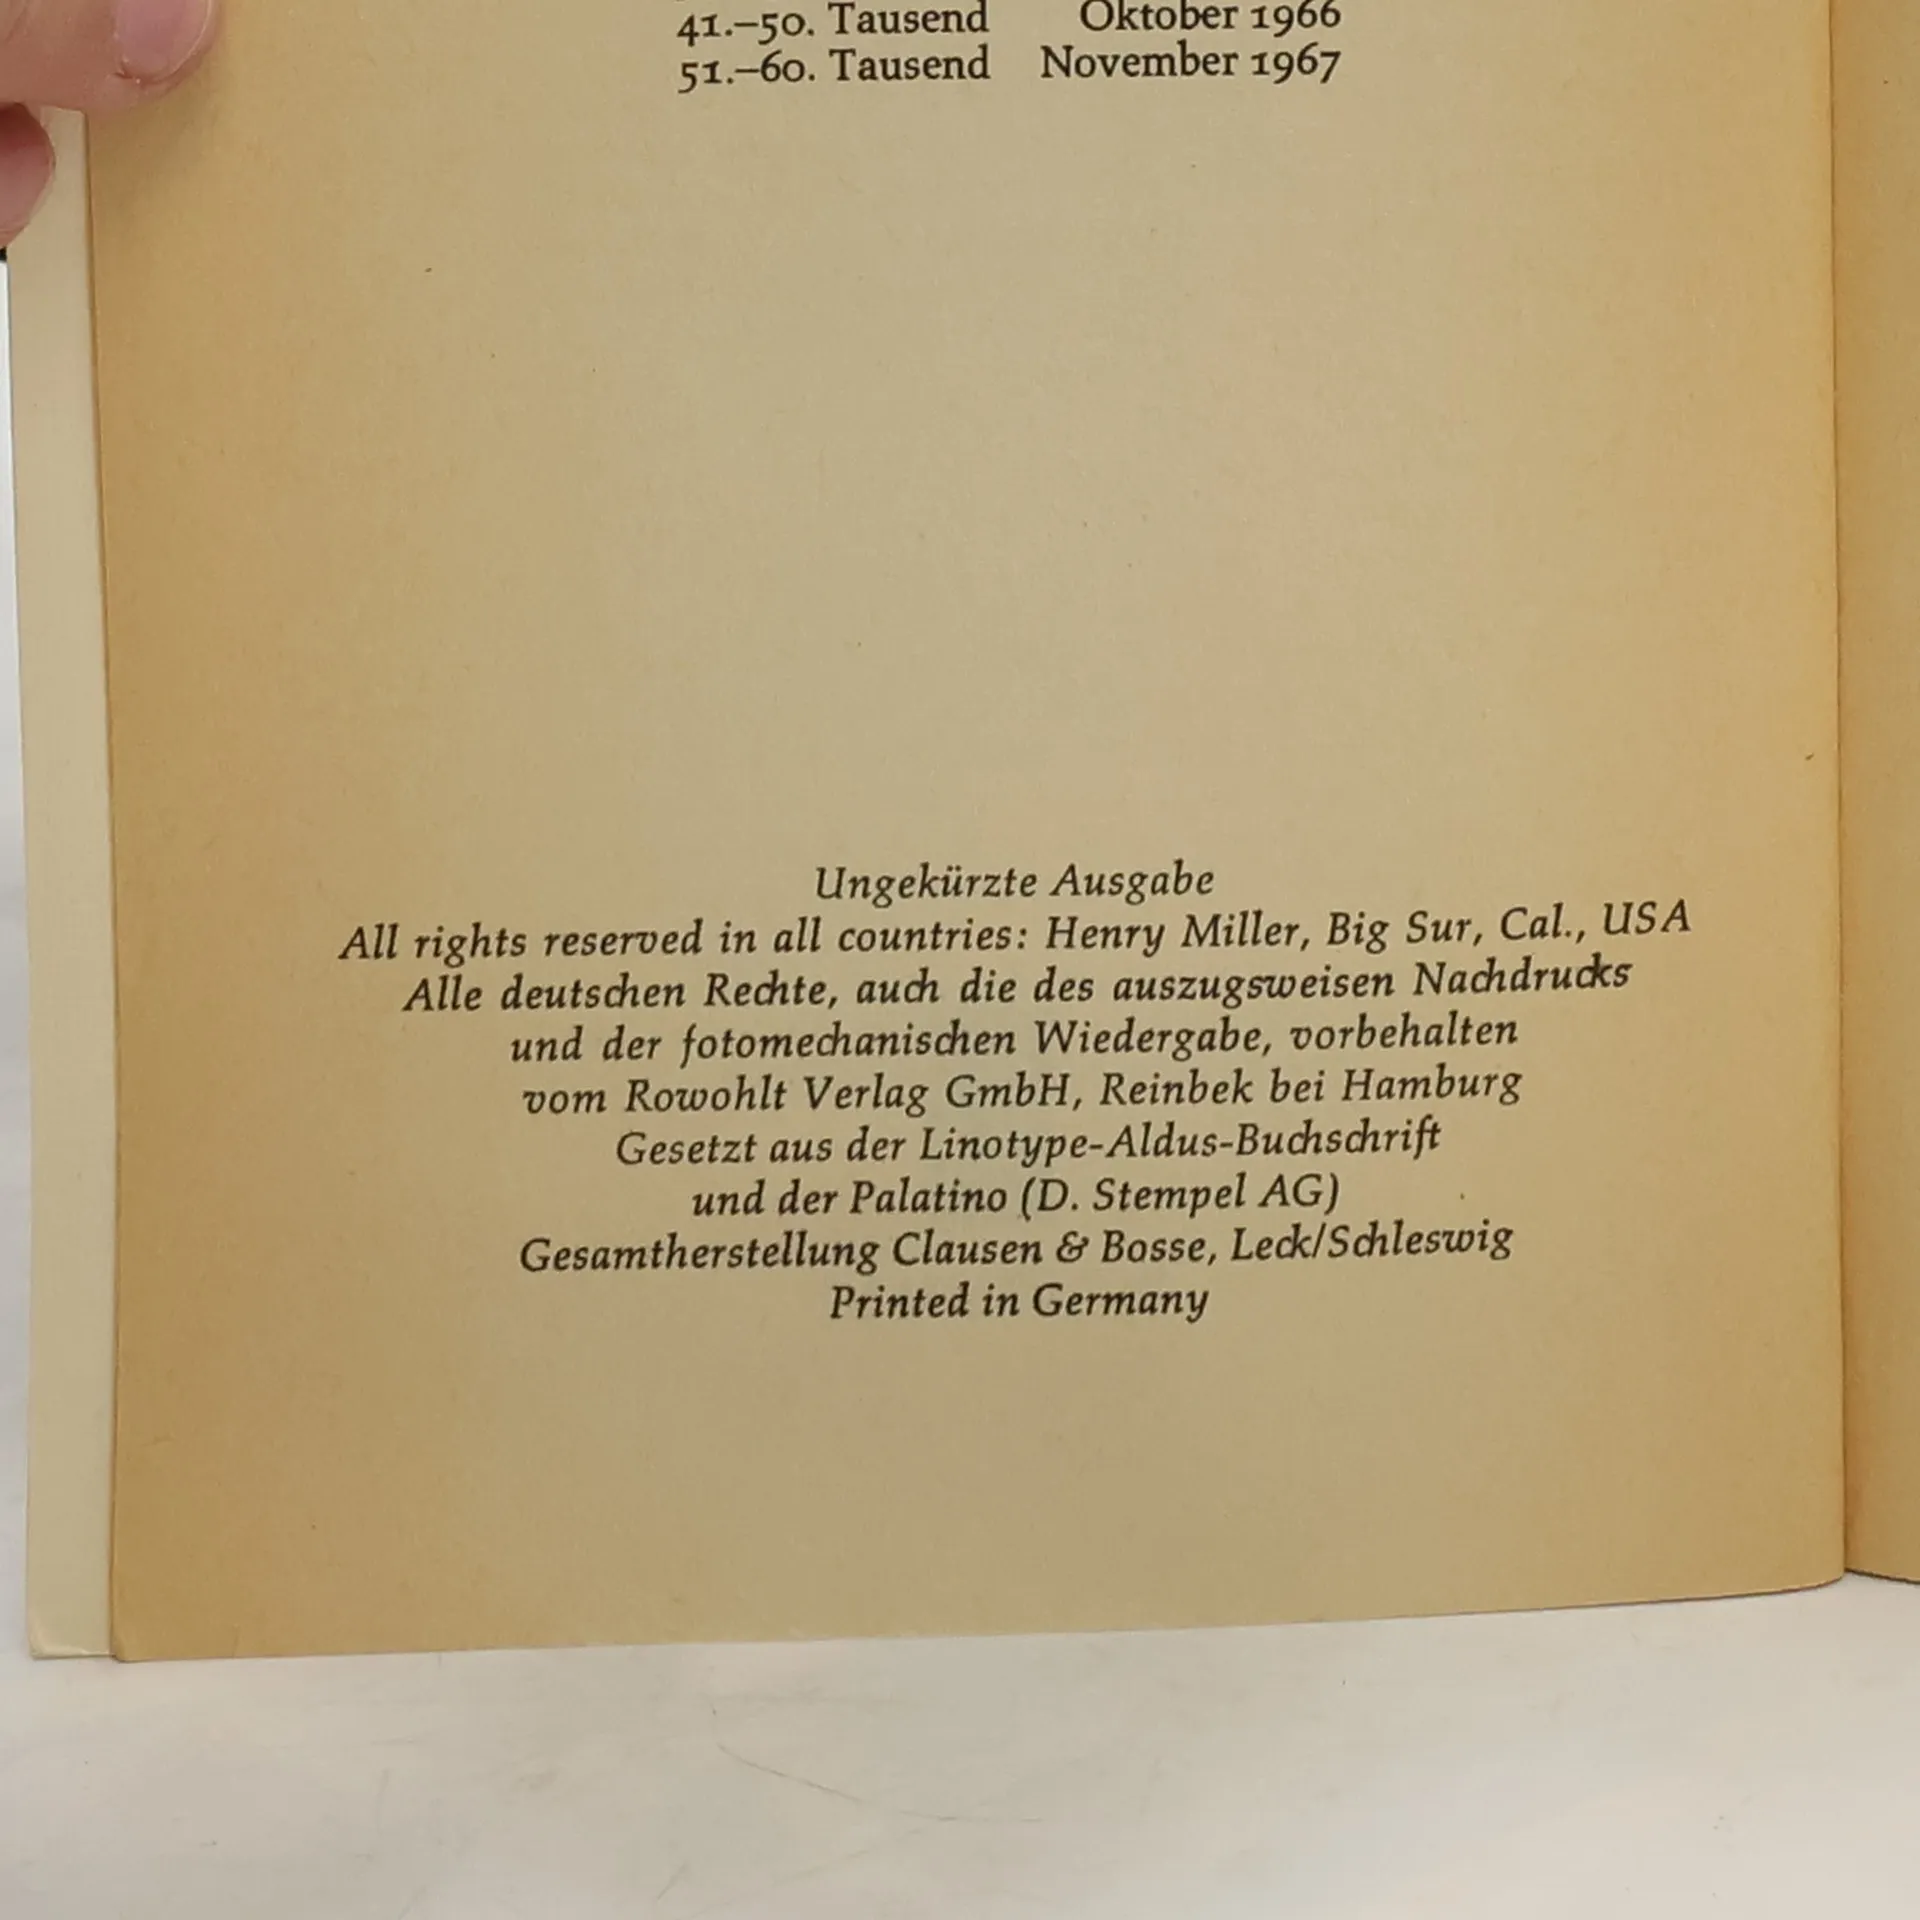 41.–50. Tausend Oktober 1966
51.–60. Tausend November 1967
Ungekürzte Ausgabe
All rights reserved in all countries: Henry Miller, Big Sur, Cal., USA
Alle deutschen Rechte, auch die des auszugsweisen Nachdrucks
und der fotomechanischen Wiedergabe, vorbehalten
vom Rowohlt Verlag GmbH, Reinbek bei Hamburg
Gesetzt aus der Linotype-Aldus-Buchschrift
und der Palatino (D. Stempel AG)
Gesamtherstellung Clausen & Bosse, Leck/Schleswig
Printed in Germany